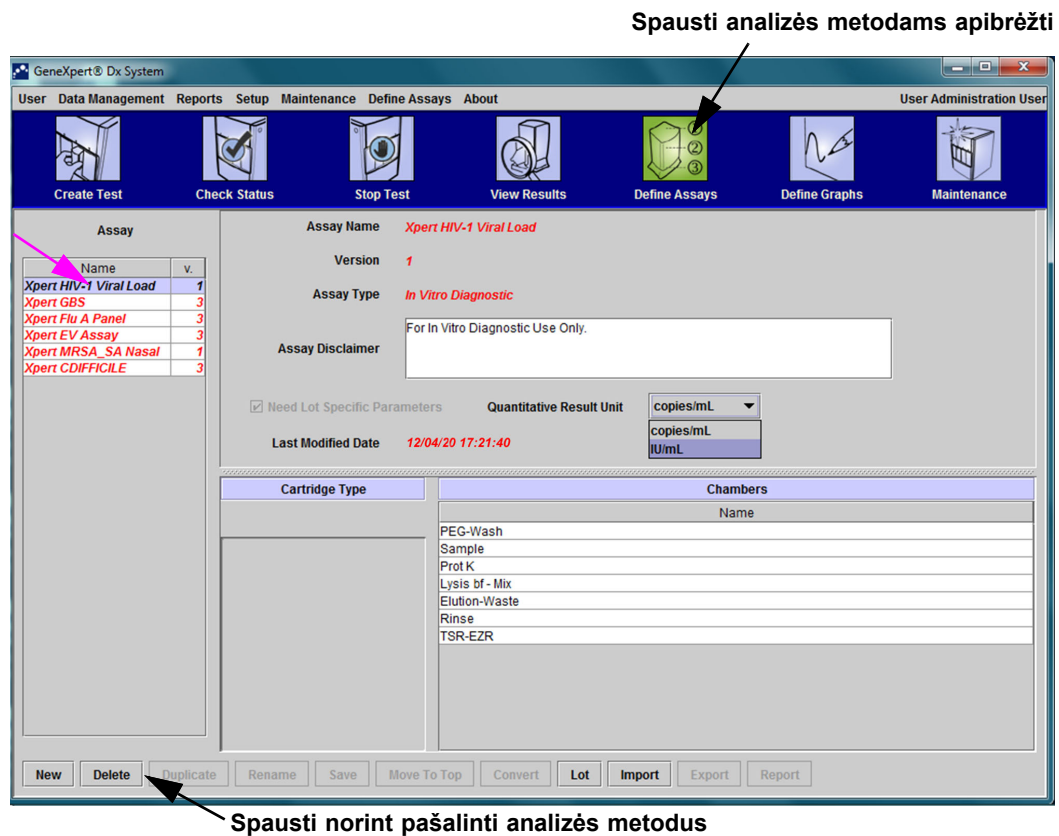 Spausti analizės metodams apibrėžti
GeneXpert® Dx System
User Data Management Reports Setup Maintenance Define Assays About User Administration User
Create Test Check Status Stop Test View Results Define Assays Define Graphs Maintenance
Assay
Name v.
Xpert HIV-1 Viral Load 1
Xpert GBS 3
Xpert Flu A Panel 3
Xpert EV Assay 3
Xpert MRSA_SA Nasal 1
Xpert CDIFFICILE 3
Assay Name Xpert HIV-1 Viral Load
Version 1
Assay Type In Vitro Diagnostic
Assay Disclaimer For In Vitro Diagnostic Use Only.
Need Lot Specific Parameters Quantitative Result Unit copies/mL
copies/mL
IU/mL
Last Modified Date 12/04/20 17:21:40
Cartridge Type
Chambers
Name
PEG-Wash
Sample
Prot K
Lysis bf - Mix
Elution-Waste
Rinse
TSR-EZR
New Delete Duplicate Rename Save Move To Top Convert Lot Import Export Report
Spausti norint pašalinti analizės metodus